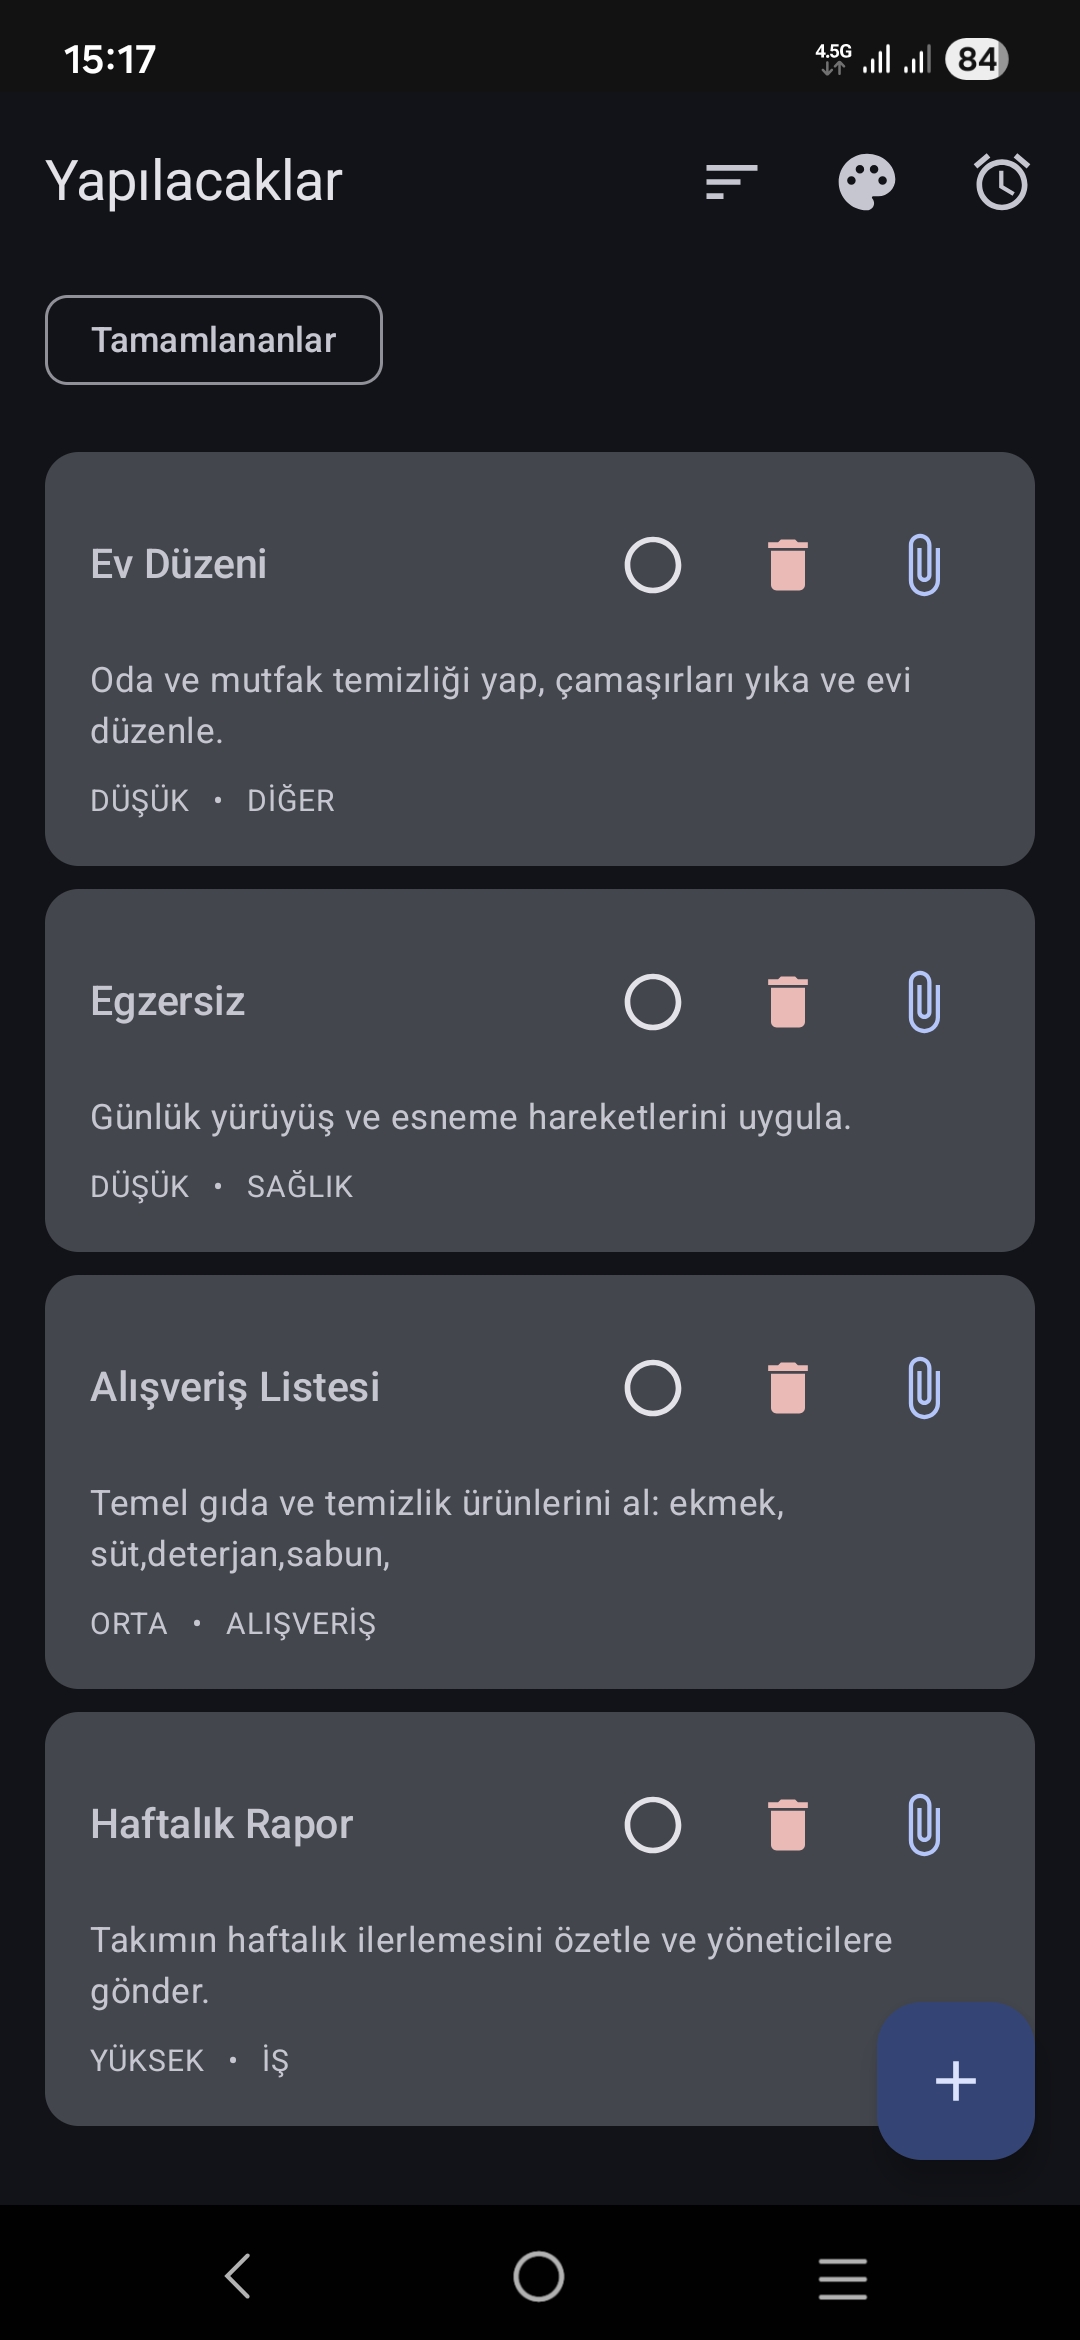 15:17
4.5G
84
Yapılacaklar
Tamamlananlar
Ev Düzeni
Oda ve mutfak temizliği yap, çamaşırları yıka ve evi
düzenle.
DÜŞÜK • DİĞER
Egzersiz
Günlük yürüyüş ve esneme hareketlerini uygula.
DÜŞÜK • SAĞLIK
Alışveriş Listesi
Temel gıda ve temizlik ürünlerini al: ekmek,
süt,deterjan,sabun,
ORTA • ALIŞVERİŞ
Haftalık Rapor
Takımın haftalık ilerlemesini özetle ve yöneticilere
gönder.
YÜKSEK • İŞ